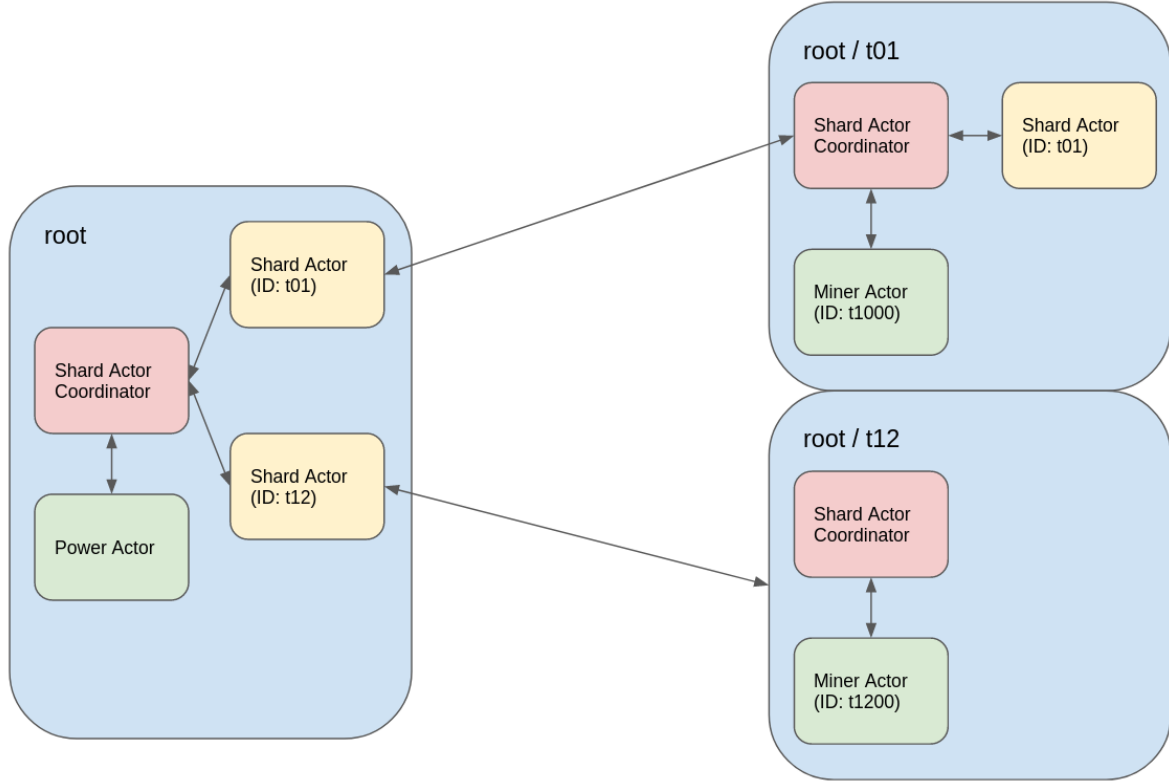 root
Shard Actor
(ID: t01)
Shard Actor
Coordinator
Shard Actor
(ID: t12)
Power Actor
root / t01
Shard Actor
Coordinator
Shard Actor
(ID: t01)
Miner Actor
(ID: t1000)
root / t12
Shard Actor
Coordinator
Miner Actor
(ID: t1200)